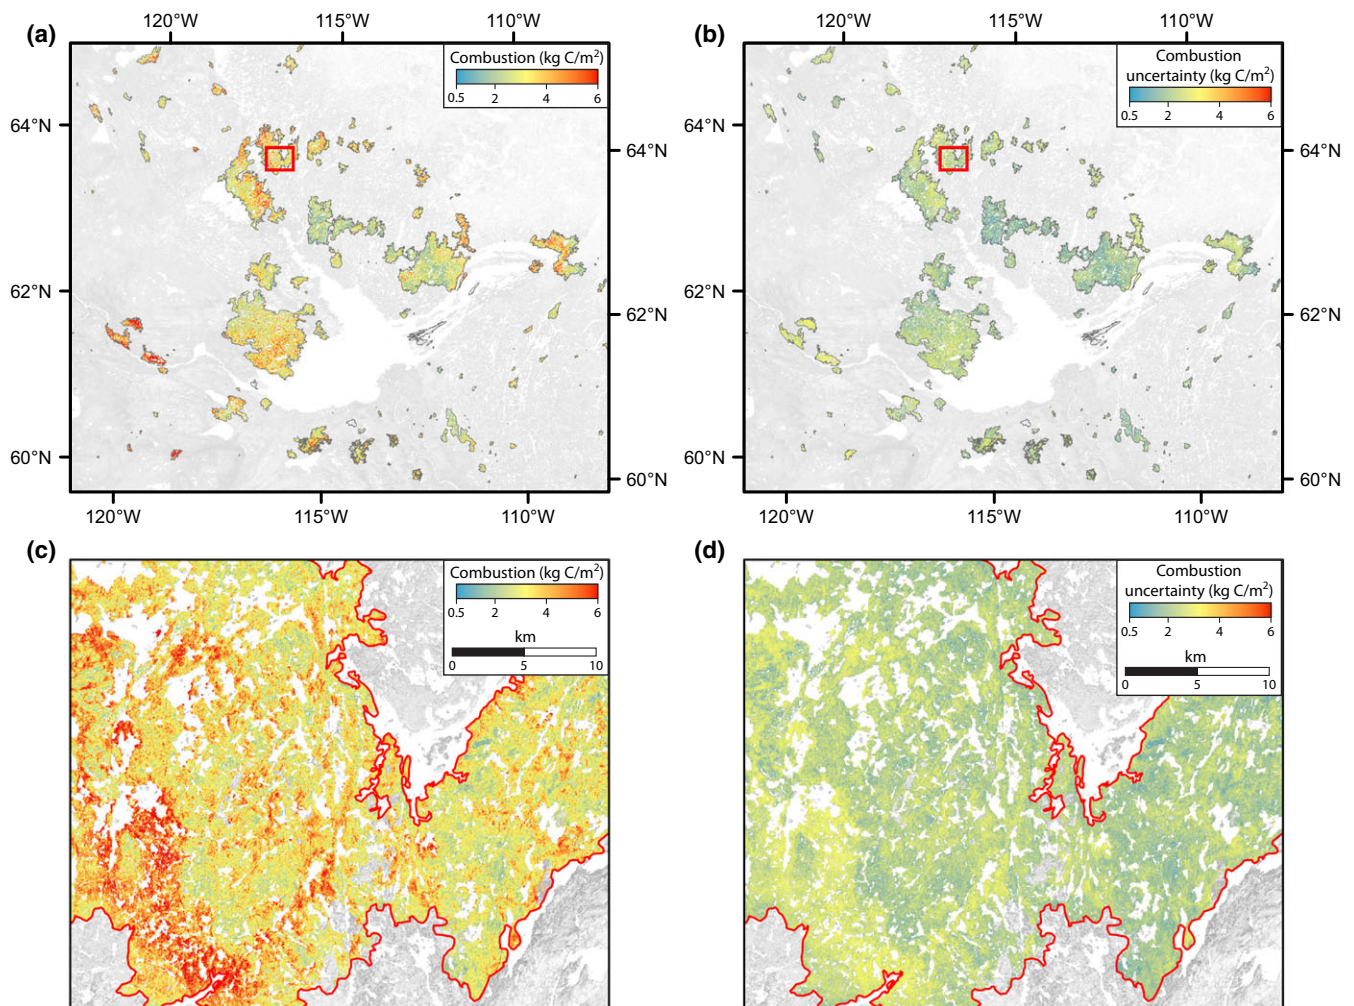 (a)
120°W 115°W 110°W
Combustion (kg C/m²)
0.5 2 4 6
64°N
62°N
60°N
64°N
62°N
60°N
120°W 115°W 110°W
(b)
120°W 115°W 110°W
Combustion
uncertainty (kg C/m²)
0.5 2 4 6
64°N
62°N
60°N
64°N
62°N
60°N
120°W 115°W 110°W
(c)
Combustion (kg C/m²)
0.5 2 4 6
km
0 5 10
(d)
Combustion
uncertainty (kg C/m²)
0.5 2 4 6
km
0 5 10